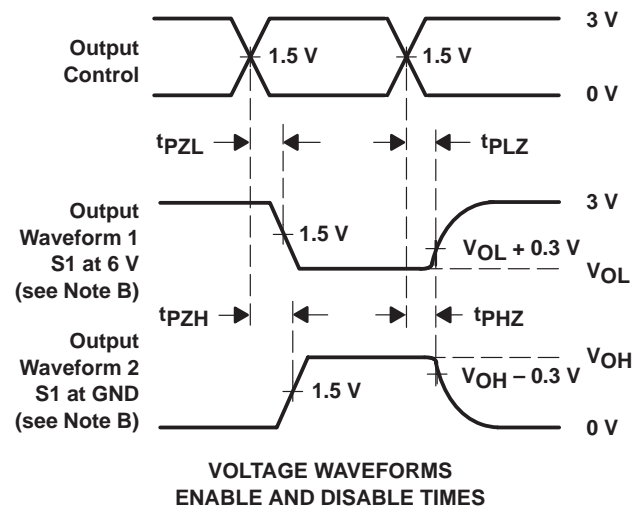 3 V
Output
Control
1.5 V
1.5 V
0 V
tPZL
tPLZ
3 V
Output
Waveform 1
S1 at 6 V
(see Note B)
1.5 V
VOL + 0.3 V
VOL
tPZH
tPHZ
Output
Waveform 2
S1 at GND
(see Note B)
VOH
VOH – 0.3 V
1.5 V
0 V
VOLTAGE WAVEFORMS
ENABLE AND DISABLE TIMES